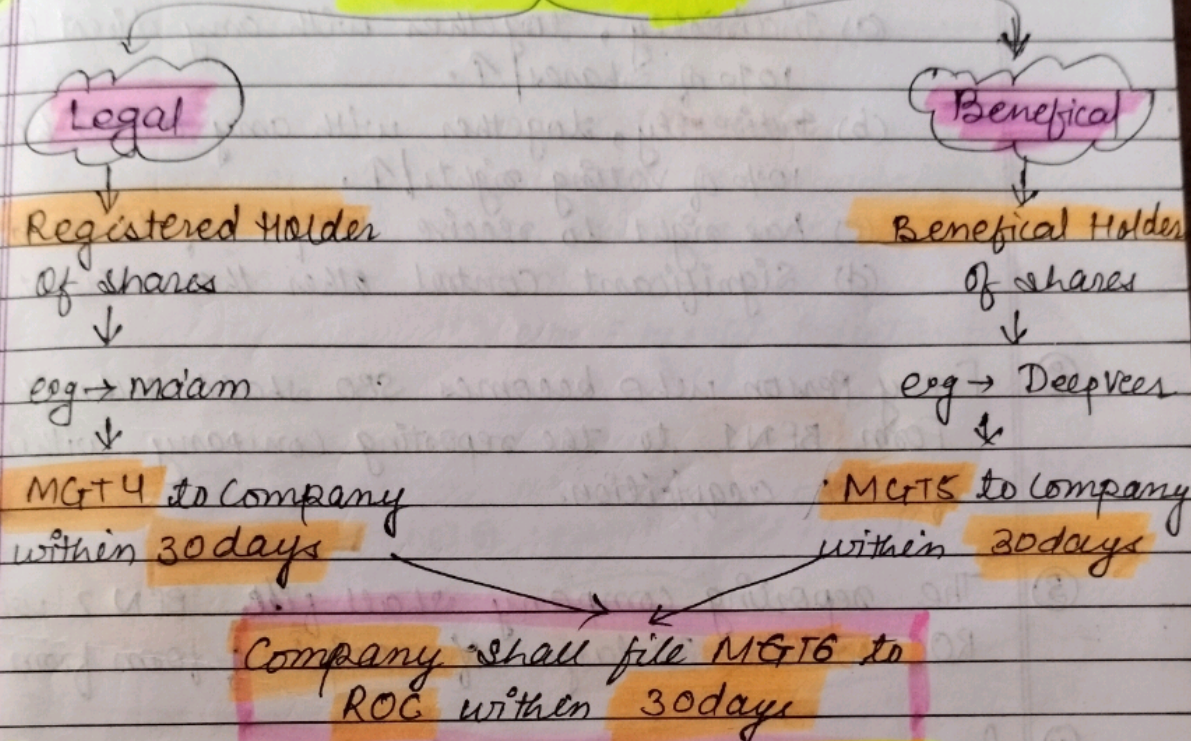 Legal
Benefical
Registered Holder
Of shares
Benefical Holder
Of shares
eg → ma'am
eg → Deepveer
MGT4 to Company
within 30days
MGT5 to Company
within 30days
Company shall file MGT6 to
ROC within 30days